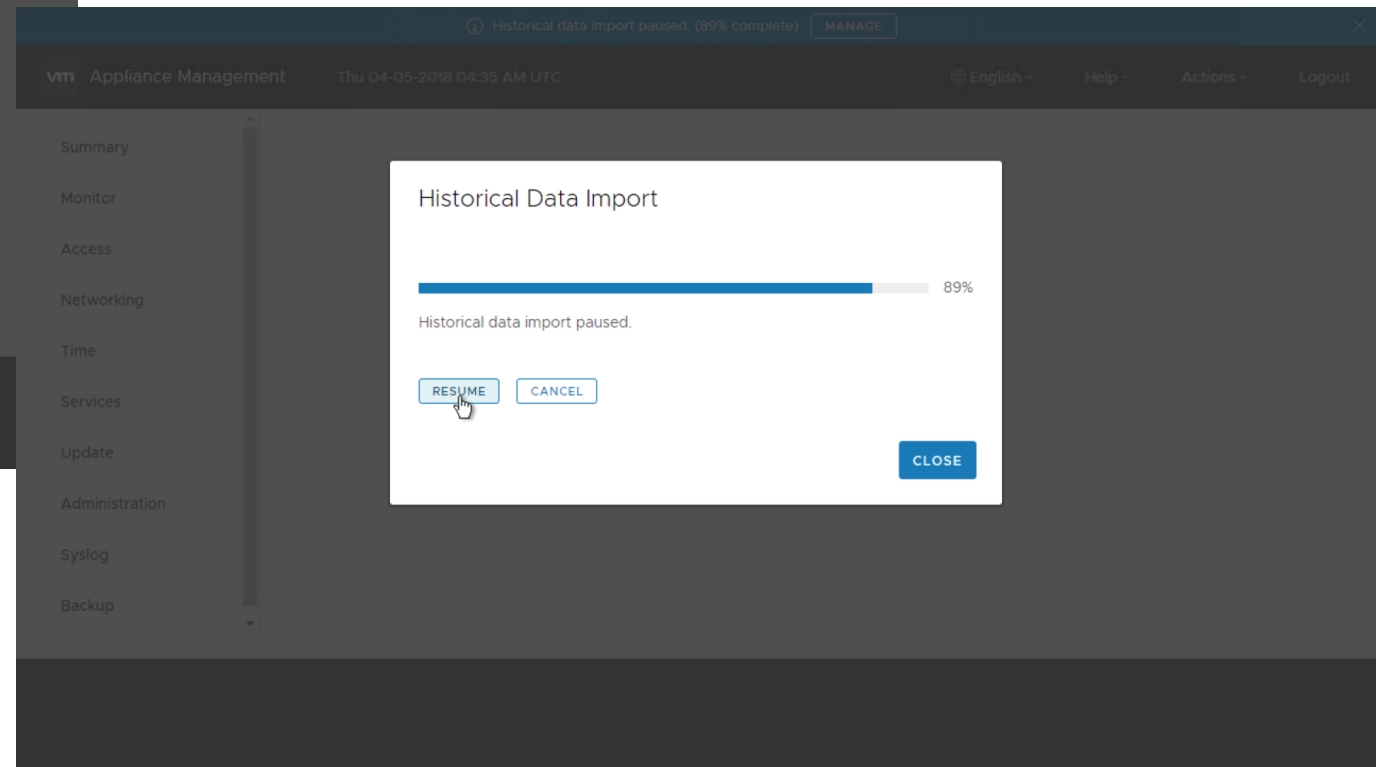 Historical data import paused. (89% complete) MANAGE
vm Appliance Management Thu 04-05-2018 04:35 AM UTC English Help Actions Logout
Summary
Monitor
Access
Networking
Time
Services
Update
Administration
Syslog
Backup
Historical Data Import
89%
Historical data import paused.
RESUME CANCEL
CLOSE